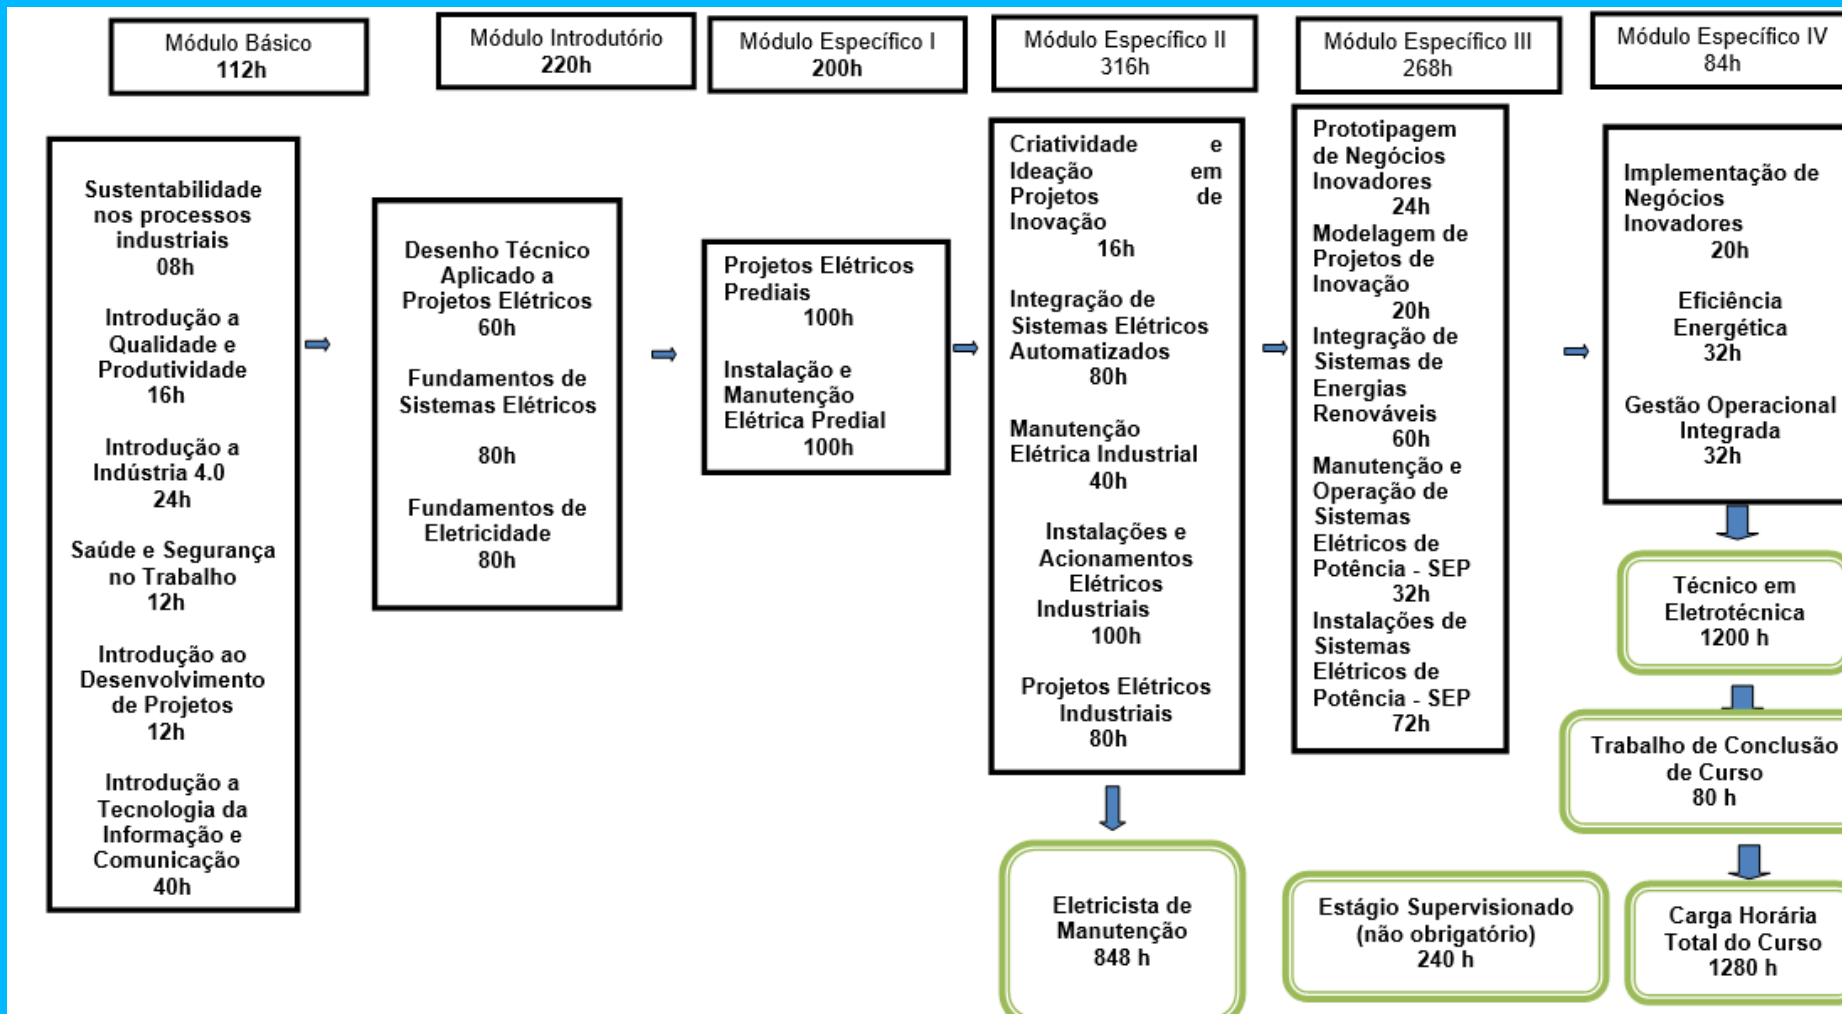 Módulo Básico
112h
Módulo Introdutório
220h
Módulo Específico I
200h
Módulo Específico II
316h
Módulo Específico III
268h
Módulo Específico IV
84h
Sustentabilidade
nos processos
industriais
08h
Introdução a
Qualidade e
Produtividade
16h
Introdução a
Indústria 4.0
24h
Saúde e Segurança
no Trabalho
12h
Introdução ao
Desenvolvimento
de Projetos
12h
Introdução a
Tecnologia da
Informação e
Comunicação
40h
Desenho Técnico
Aplicado a
Projetos Elétricos
60h
Fundamentos de
Sistemas Elétricos
80h
Fundamentos de
Eletricidade
80h
Projetos Elétricos
Prediais
100h
Instalação e
Manutenção
Elétrica Predial
100h
Criatividade e
Ideação em
Projetos de
Inovação
16h
Integração de
Sistemas Elétricos
Automatizados
80h
Manutenção
Elétrica Industrial
40h
Instalações e
Acionamentos
Elétricos
Industriais
100h
Projetos Elétricos
Industriais
80h
Eletricista de
Manutenção
848 h
Prototipagem
de Negócios
Inovadores
24h
Modelagem de
Projetos de
Inovação
20h
Integração de
Sistemas de
Energias
Renováveis
60h
Manutenção e
Operação de
Sistemas
Elétricos de
Potência - SEP
32h
Instalações de
Sistemas
Elétricos de
Potência - SEP
72h
Estágio Supervisionado
(não obrigatório)
240 h
Implementação de
Negócios
Inovadores
20h
Eficiência
Energética
32h
Gestão Operacional
Integrada
32h
Técnico em
Eletrotécnica
1200 h
Trabalho de Conclusão
de Curso
80 h
Carga Horária
Total do Curso
1280 h